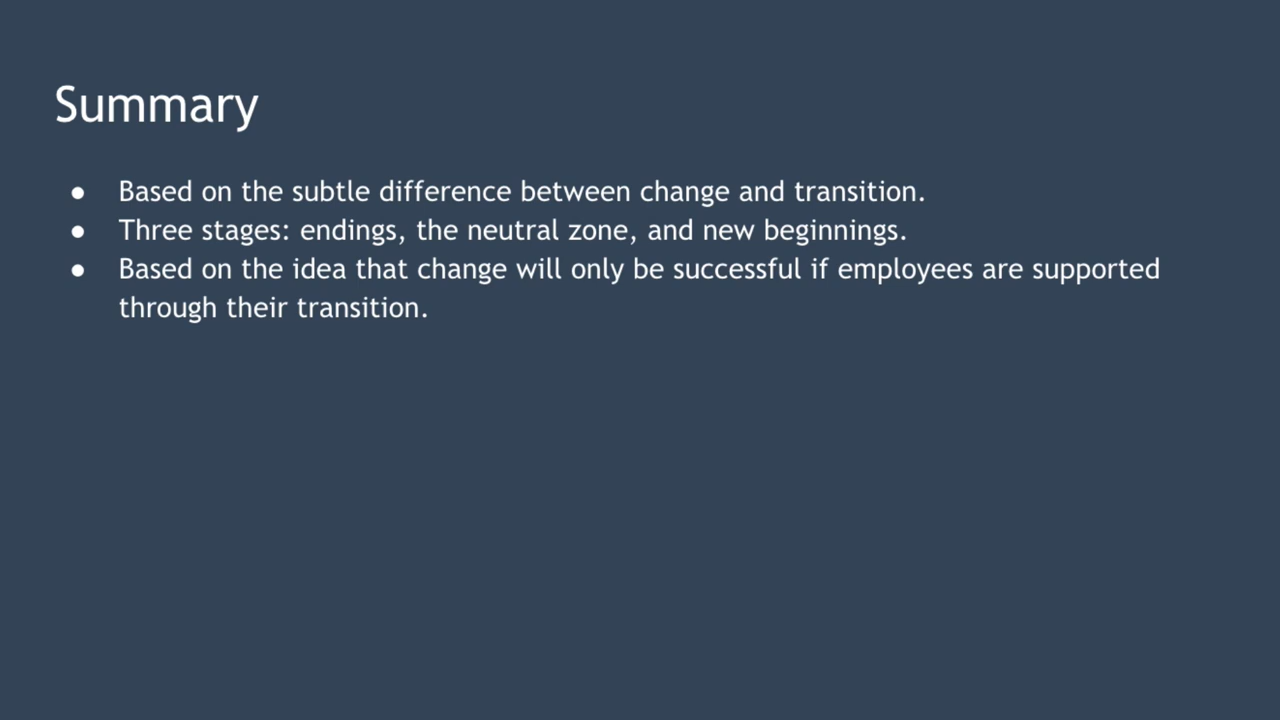 Summary
● Based on the subtle difference between change and transition.
● Three stages: endings, the neutral zone, and new beginnings.
● Based on the idea that change will only be successful if employees are supported
through their transition.